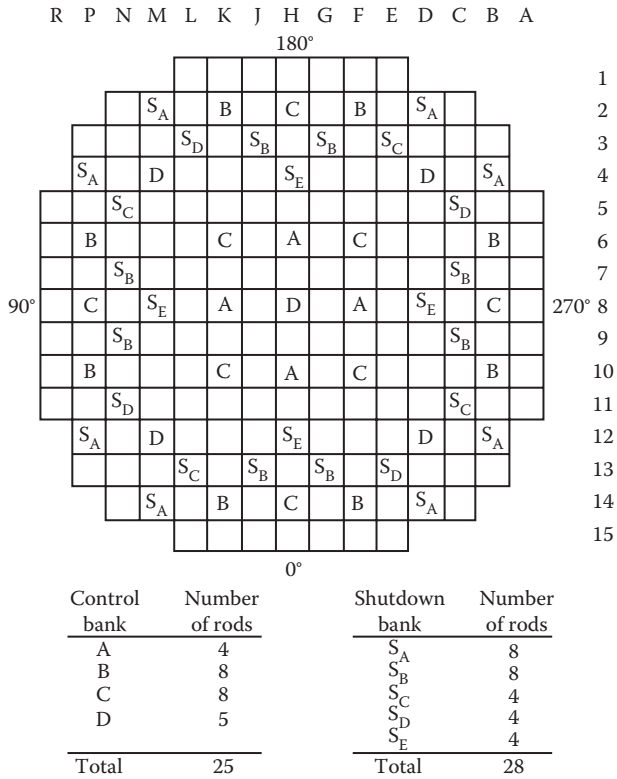 R P N M L K J H G F E D C B A
180°
1
S_A B C B S_A 2
S_D S_B S_B S_C 3
S_A D S_E D S_A 4
S_C S_D 5
B C A C B 6
S_B S_B 7
90° C S_E A D A S_E C 270° 8
S_B S_B 9
B C A C B 10
S_D S_C 11
S_A D S_E D S_A 12
S_C S_B S_B S_D 13
S_A B C B S_A 14
15
0°
Control bank Number of rods
A 4
B 8
C 8
D 5
Total 25
Shutdown bank Number of rods
S_A 8
S_B 8
S_C 4
S_D 4
S_E 4
Total 28